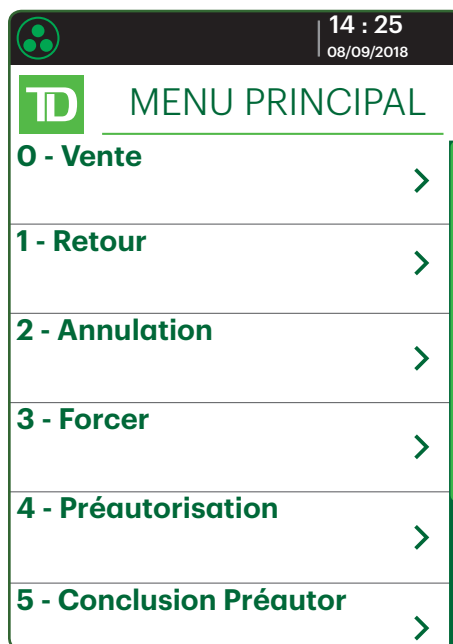 14 : 25
08/09/2018
TD
MENU PRINCIPAL
0 - Vente
1 - Retour
2 - Annulation
3 - Forcer
4 - Préautorisation
5 - Conclusion Préautor